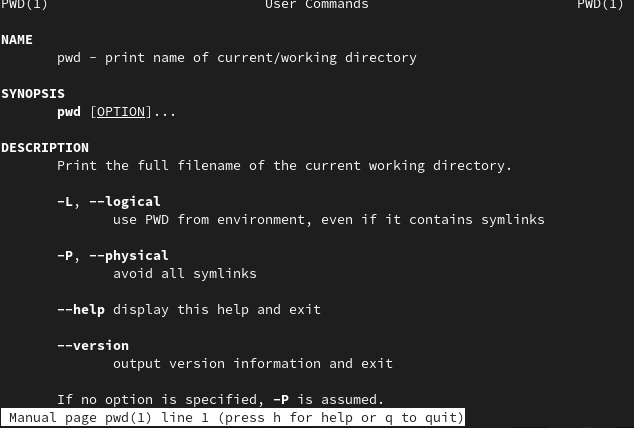 PWD(1) User Commands PWD(1)
NAME
pwd - print name of current/working directory
SYNOPSIS
pwd [OPTION]...
DESCRIPTION
Print the full filename of the current working directory.
-L, --logical
use PWD from environment, even if it contains symlinks
-P, --physical
avoid all symlinks
--help display this help and exit
--version
output version information and exit
If no option is specified, -P is assumed.
Manual page pwd(1) line 1 (press h for help or q to quit)